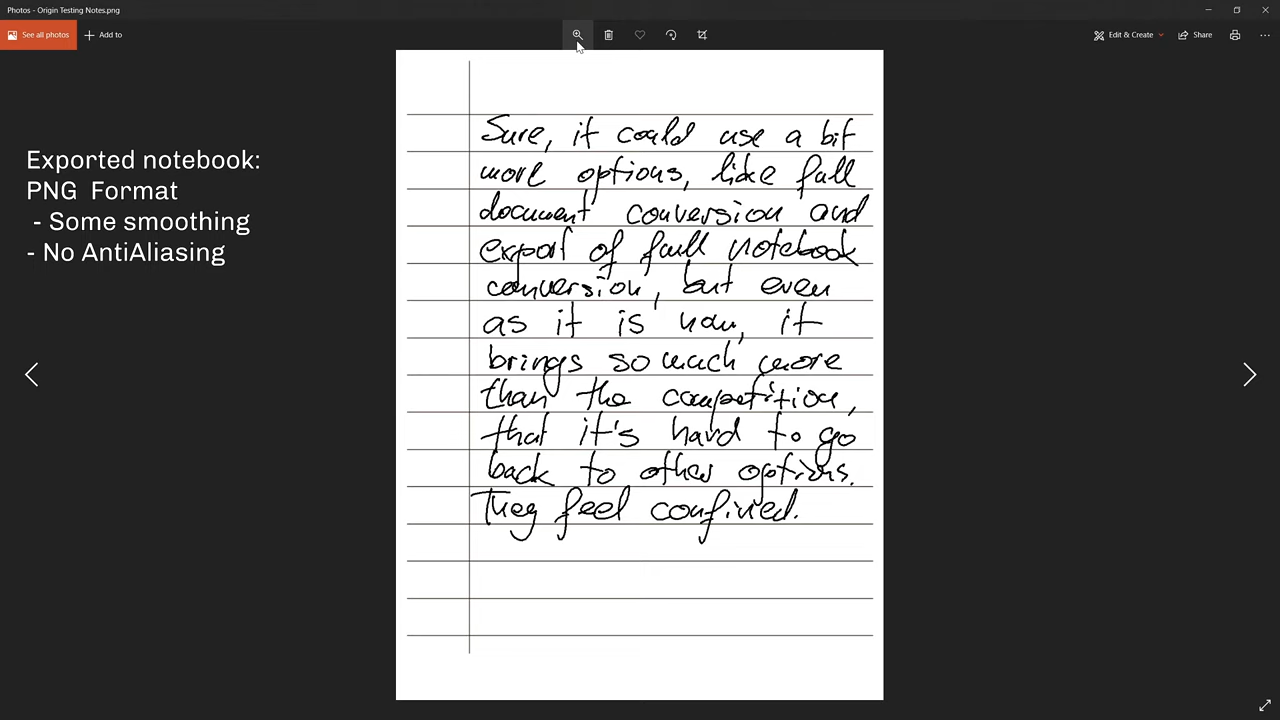 Photos - Origin Testing Notes.png
See all photos
Add to
Edit & Create
Share
Exported notebook:
PNG Format
- Some smoothing
- No AntiAliasing
Sure, it could use a bit
more options, like full
document conversion and
export of full notebook
conversion, but even
as it is now, it
brings so much more
than the competition,
that it's hard to go
back to other options.
They feel confined.